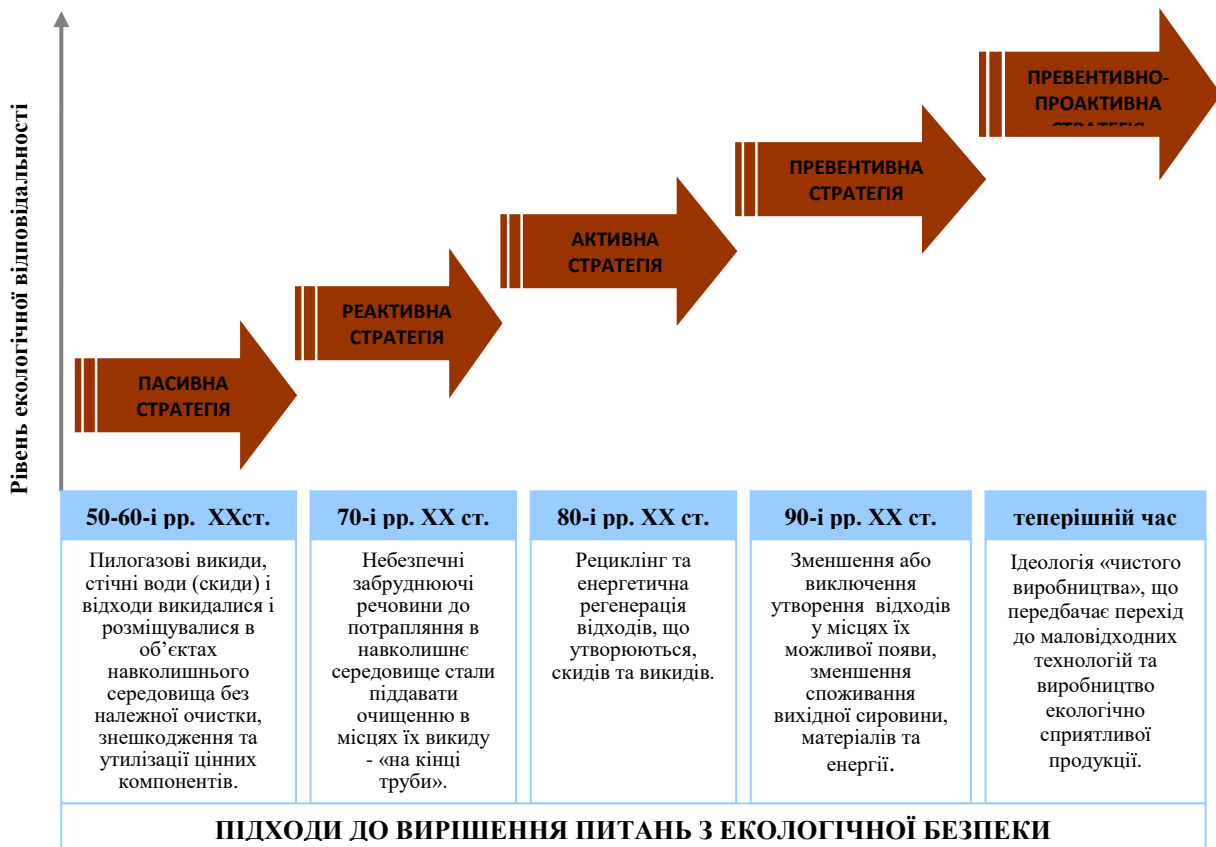 Рівень екологічної відповідальності
ПАСИВНА
СТРАТЕГІЯ
РЕАКТИВНА
СТРАТЕГІЯ
АКТИВНА
СТРАТЕГІЯ
ПРЕВЕНТИВНА
СТРАТЕГІЯ
ПРЕВЕНТИВНО-
ПРОАКТИВНА
СТРАТЕГІЯ
50-60-і рр. XXст.
Пилогазові викиди,
стічні води (скиди) і
відходи викидалися і
розміщувалися в
об’єктах
навколишнього
середовища без
належної очистки,
знешкодження та
утилізації цінних
компонентів.
70-і рр. XX ст.
Небезпечні
забруднюючі
речовини до
потрапляння в
навколишнє
середовище стали
піддавати
очищенню в
місцях їх викиду
- «на кінці
труби».
80-і рр. XX ст.
Рециклінг та
енергетична
регенерація
відходів, що
утворюються,
скидів та викидів.
90-і рр. XX ст.
Зменшення або
виключення
утворення відходів
у місцях їх
можливої появи,
зменшення
споживання
вихідної сировини,
матеріалів та
енергії.
теперішній час
Ідеологія «чистого
виробництва», що
передбачає перехід
до маловідходних
технологій та
виробництво
екологічно
сприятливої
продукції.
ПІДХОДИ ДО ВИРІШЕННЯ ПИТАНЬ З ЕКОЛОГІЧНОЇ БЕЗПЕКИ